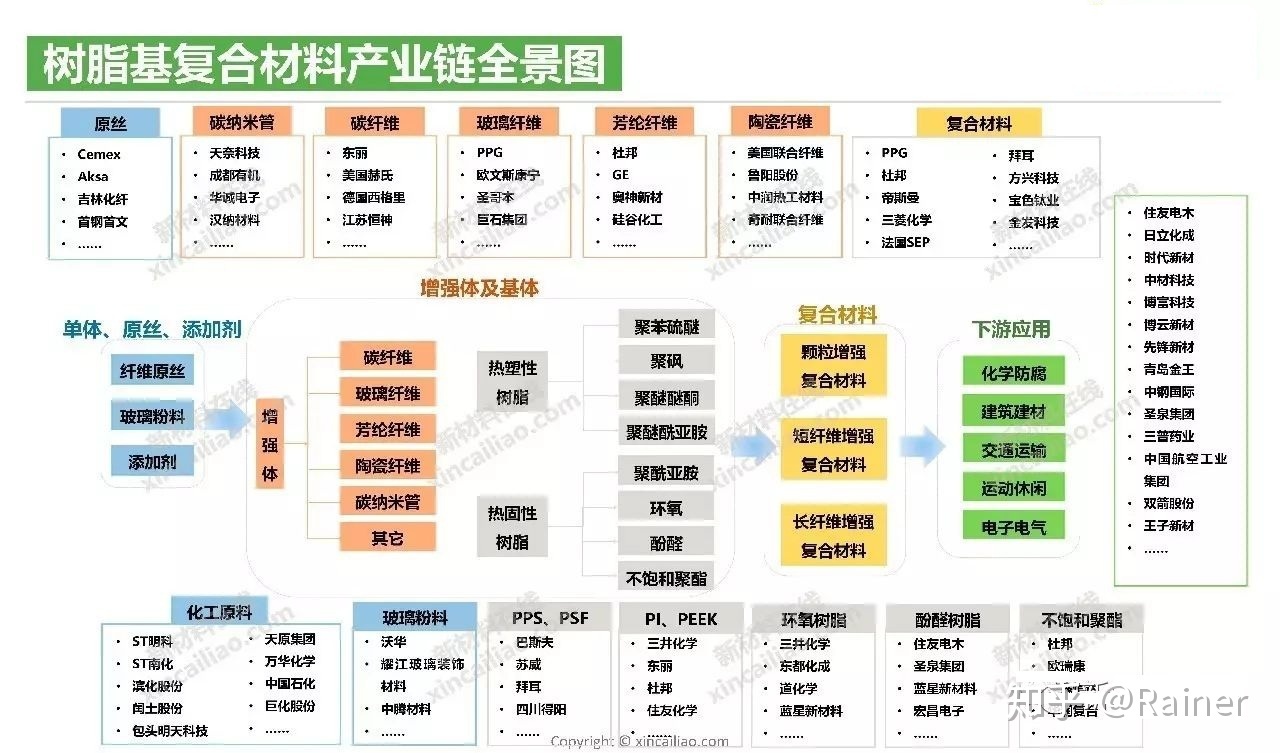 树脂基复合材料产业链全景图
原丝
• Cemex
• Aksa
• 吉林化纤
• 首钢首文
• ......
碳纳米管
• 天奈科技
• 成都有机
• 华诚电子
• 汉纳材料
• ......
碳纤维
• 东丽
• 美国赫氏
• 德国西格里
• 江苏恒神
• ......
玻璃纤维
• PPG
• 欧文斯康宁
• 圣哥本
• 巨石集团
• ......
芳纶纤维
• 杜邦
• GE
• 奥神新材
• 硅谷化工
• ......
陶瓷纤维
• 美国联合纤维
• 鲁阳股份
• 中润热工材料
• 奇耐联合纤维
• ......
复合材料
• PPG
• 杜邦
• 帝斯曼
• 三菱化学
• 法国SEP
• 拜耳
• 方兴科技
• 宝色钛业
• 金发科技
• ......
单体、原丝、添加剂
纤维原丝
玻璃粉料
添加剂
增强体及基体
增
强
体
碳纤维
玻璃纤维
芳纶纤维
陶瓷纤维
碳纳米管
其它
热塑性
树脂
聚苯硫醚
聚砜
聚醚醚酮
聚醚酰亚胺
热固性
树脂
聚酰亚胺
环氧
酚醛
不饱和聚酯
复合材料
颗粒增强
复合材料
短纤维增强
复合材料
长纤维增强
复合材料
下游应用
化学防腐
建筑建材
交通运输
运动休闲
电子电气
• 住友电木
• 日立化成
• 时代新材
• 中材科技
• 博富科技
• 博云新材
• 先锋新材
• 青岛金王
• 中钢国际
• 圣泉集团
• 三普药业
• 中国航空工业
集团
• 双箭股份
• 王子新材
• ......
化工原料
• ST明科
• ST南化
• 滨化股份
• 闰土股份
• 包头明天科技
• 天原集团
• 万华化学
• 中国石化
• 巨化股份
• ......
玻璃粉料
• 沃华
• 耀江玻璃装饰
材料
• 中腾材料
• ......
PPS、PSF
• 巴斯夫
• 苏威
• 拜耳
• 四川得阳
• ......
PI、PEEK
• 三井化学
• 东丽
• 杜邦
• 住友化学
• ......
环氧树脂
• 三井化学
• 东都化成
• 道化学
• 蓝星新材料
• ......
酚醛树脂
• 住友电木
• 圣泉集团
• 蓝星新材料
• 宏昌电子
• ......
不饱和聚酯
• 杜邦
• 欧瑞康
• ......
新材料在线
xincailiao.com
知乎 @Rainer
Copyright © xincailiao.com